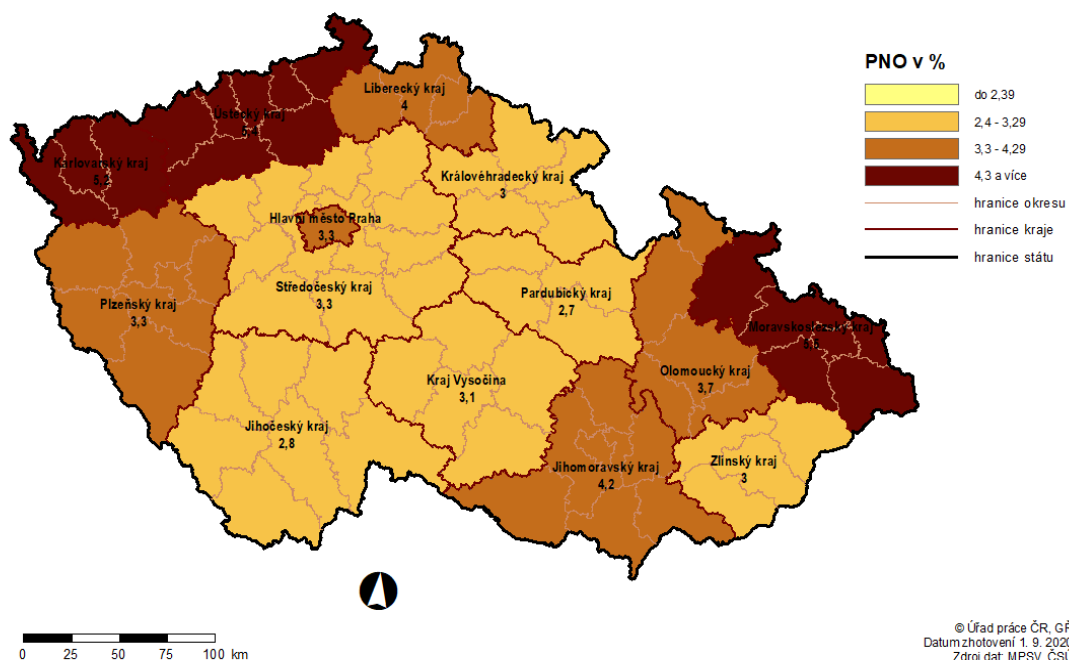 PNO v %
do 2,39
2,4 - 3,29
3,3 - 4,29
4,3 a více
hranice okresu
hranice kraje
hranice státu
Liberecký kraj
4
Ústecký kraj
5,4
Karlovarský kraj
5,2
Královéhradecký kraj
3
Hlavní město Praha
3,3
Středočeský kraj
3,3
Plzeňský kraj
3,3
Pardubický kraj
2,7
Moravskoslezský kraj
Olomoucký kraj
3,7
Kraj Vysočina
3,1
Jihočeský kraj
2,8
Jihomoravský kraj
4,2
Zlínský kraj
3
0 25 50 75 100 km
© Úřad práce ČR, GŘ
Datum zhotovení 1. 9. 2020
Zdroj dat: MPSV, ČSÚ